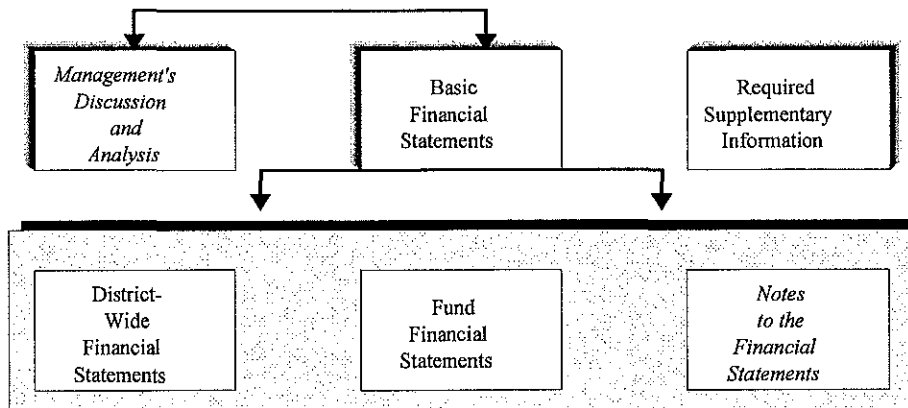 Management's
Discussion
and
Analysis
Basic
Financial
Statements
Required
Supplementary
Information
District-
Wide
Financial
Statements
Fund
Financial
Statements
Notes
to the
Financial
Statements